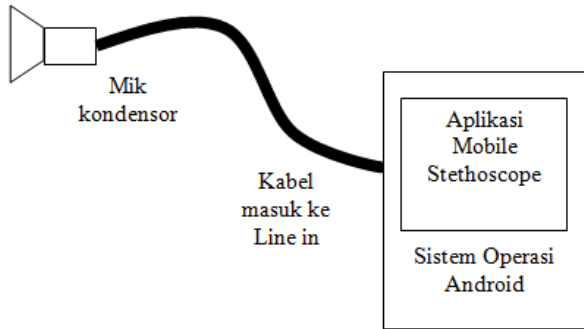 Mik
kondensor
Kabel
masuk ke
Line in
Aplikasi
Mobile
Stethoscope
Sistem Operasi
Android